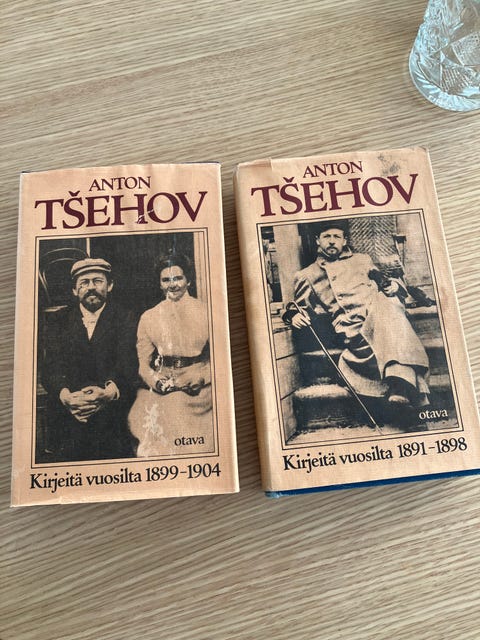 ANTON
TŠEHOV
otava
Kirjeitä vuosilta 1899-1904
ANTON
TŠEHOV
otava
Kirjeitä vuosilta 1891-1898